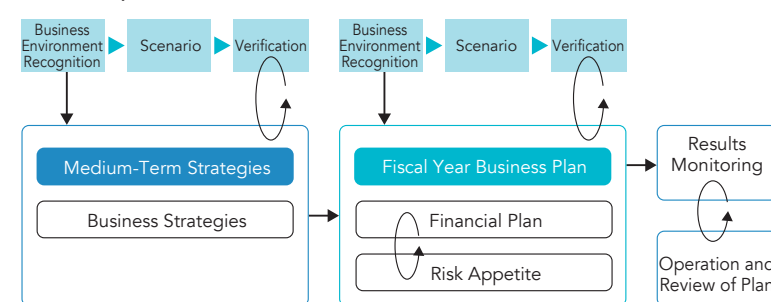 Business
Environment
Recognition
Scenario
Verification
Business
Environment
Recognition
Scenario
Verification
Medium-Term Strategies
Business Strategies
Fiscal Year Business Plan
Financial Plan
Risk Appetite
Results
Monitoring
Operation and
Review of Plan